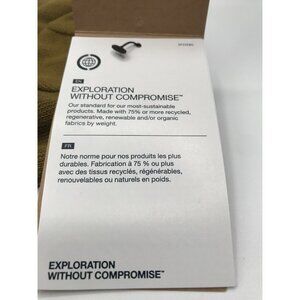 EN
EXPLORATION
WITHOUT COMPROMISE™
Our standard for our most-sustainable
products. Made with 75% or more recycled,
regenerative, renewable and/or organic
fabrics by weight.
FR
Notre norme pour nos produits les plus
durables. Fabrication à 75 % ou plus
avec des tissus recyclés, régénérables,
renouvelables ou naturels en poids.
EXPLORATION
WITHOUT COMPROMISE™